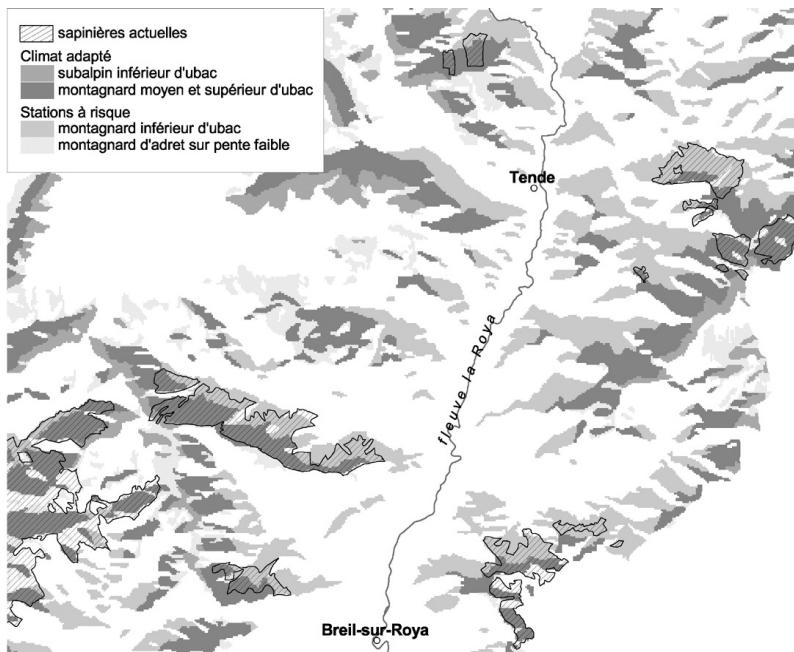 sapinières actuelles
Climat adapté
subalpin inférieur d'ubac
montagnard moyen et supérieur d'ubac
Stations à risque
montagnard inférieur d'ubac
montagnard d'adret sur pente faible
Tende
fleuve la Roya
Breil-sur-Roya